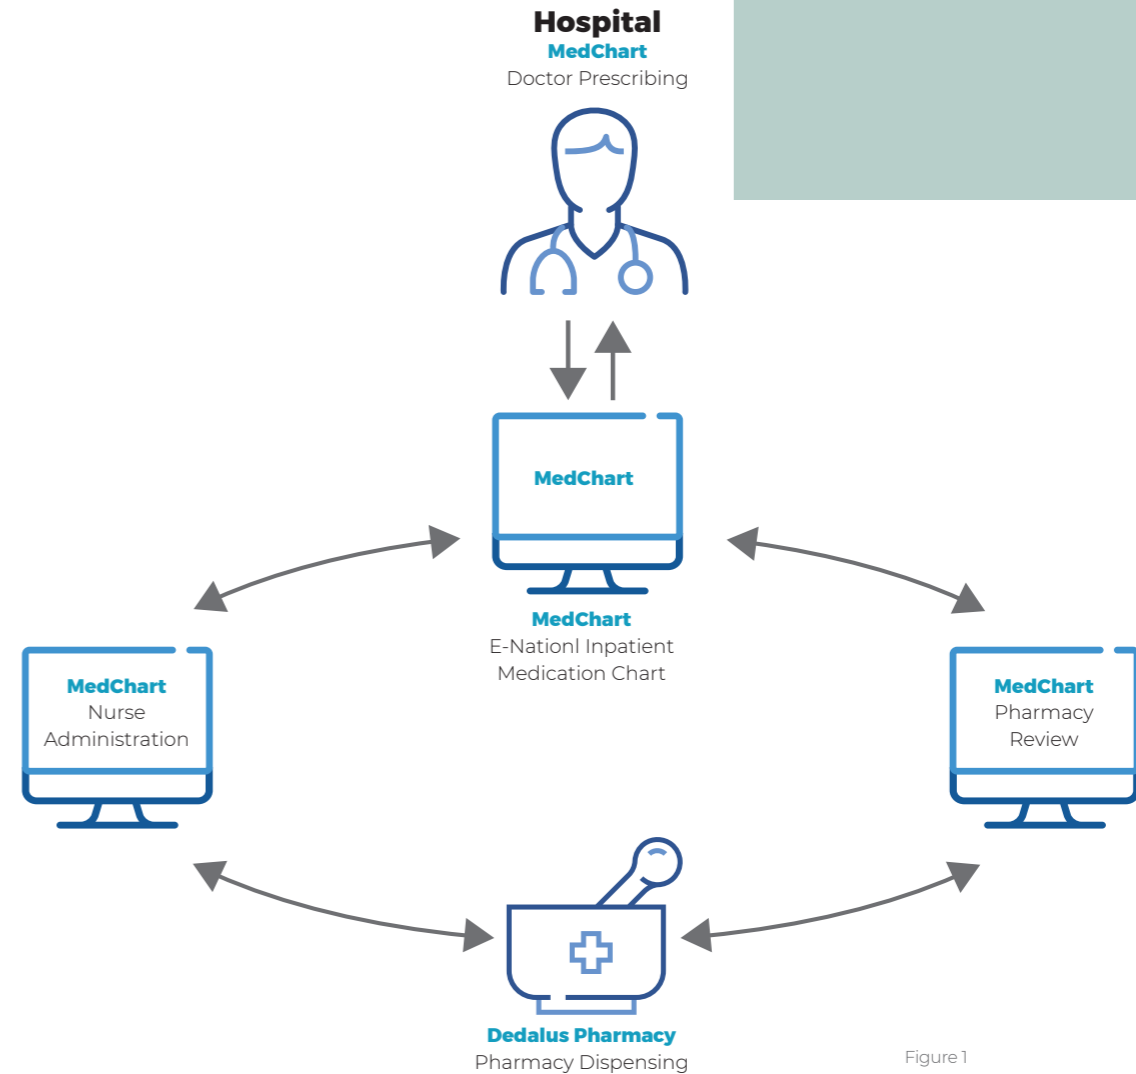 Hospital
MedChart
Doctor Prescribing
MedChart
MedChart
E-Nationl Inpatient
Medication Chart
MedChart
Nurse
Administration
MedChart
Pharmacy
Review
Dedalus Pharmacy
Pharmacy Dispensing
Figure 1